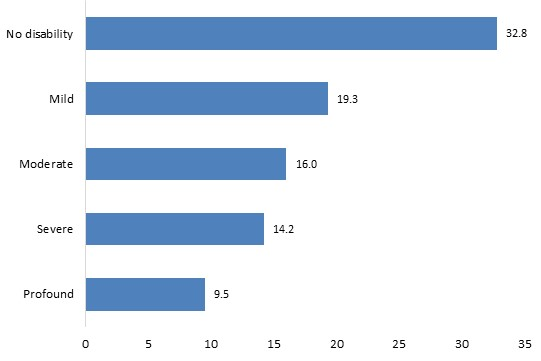 No disability 32.8
Mild 19.3
Moderate 16.0
Severe 14.2
Profound 9.5
0 5 10 15 20 25 30 35